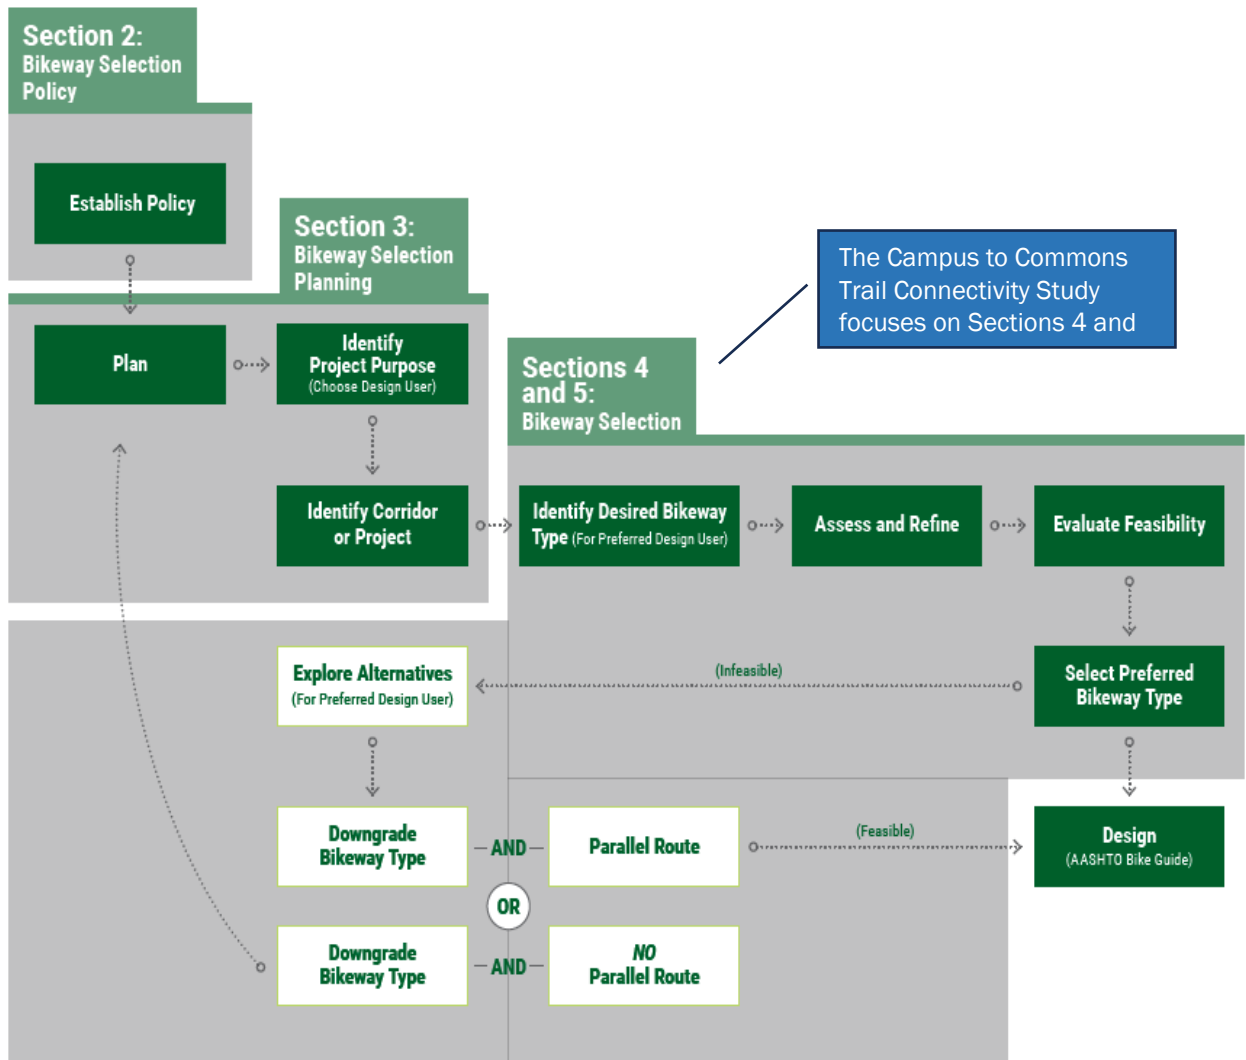 Section 2:
Bikeway Selection
Policy
Establish Policy
Section 3:
Bikeway Selection
Planning
Plan
Identify
Project Purpose
(Choose Design User)
Identify Corridor
or Project
The Campus to Commons
Trail Connectivity Study
focuses on Sections 4 and
Sections 4
and 5:
Bikeway Selection
Identify Desired Bikeway
Type (For Preferred Design User)
Assess and Refine
Evaluate Feasibility
Select Preferred
Bikeway Type
(Infeasible)
Explore Alternatives
(For Preferred Design User)
Downgrade
Bikeway Type
AND
Parallel Route
(Feasible)
Design
(AASHTO Bike Guide)
OR
Downgrade
Bikeway Type
AND
NO
Parallel Route